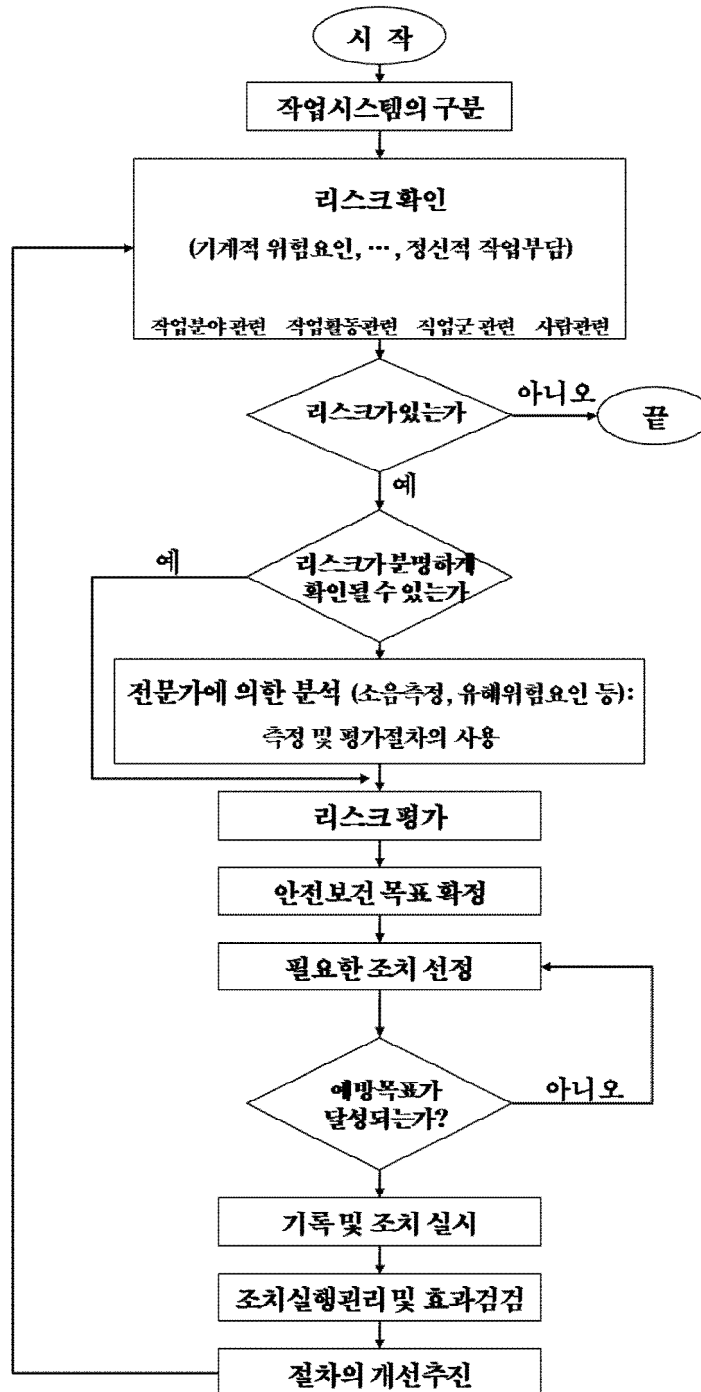 시 작
작업시스템의 구분
리스크 확인
(기계적 위험요인, …, 정신적 작업부담)
작업분야 관련 작업활동관련 직업군 관련 사람관련
리스크가 있는가
아니오
끝
예
예
리스크가 분명하게
확인될 수 있는가
전문가에 의한 분석 (소음측정, 유해위험요인 등):
측정 및 평가절차의 사용
리스크 평가
안전보건 목표 확정
필요한 조치 선정
예방목표가
달성되는가?
아니오
기록 및 조치 실시
조치실행관리 및 효과검검
절차의 개선추진